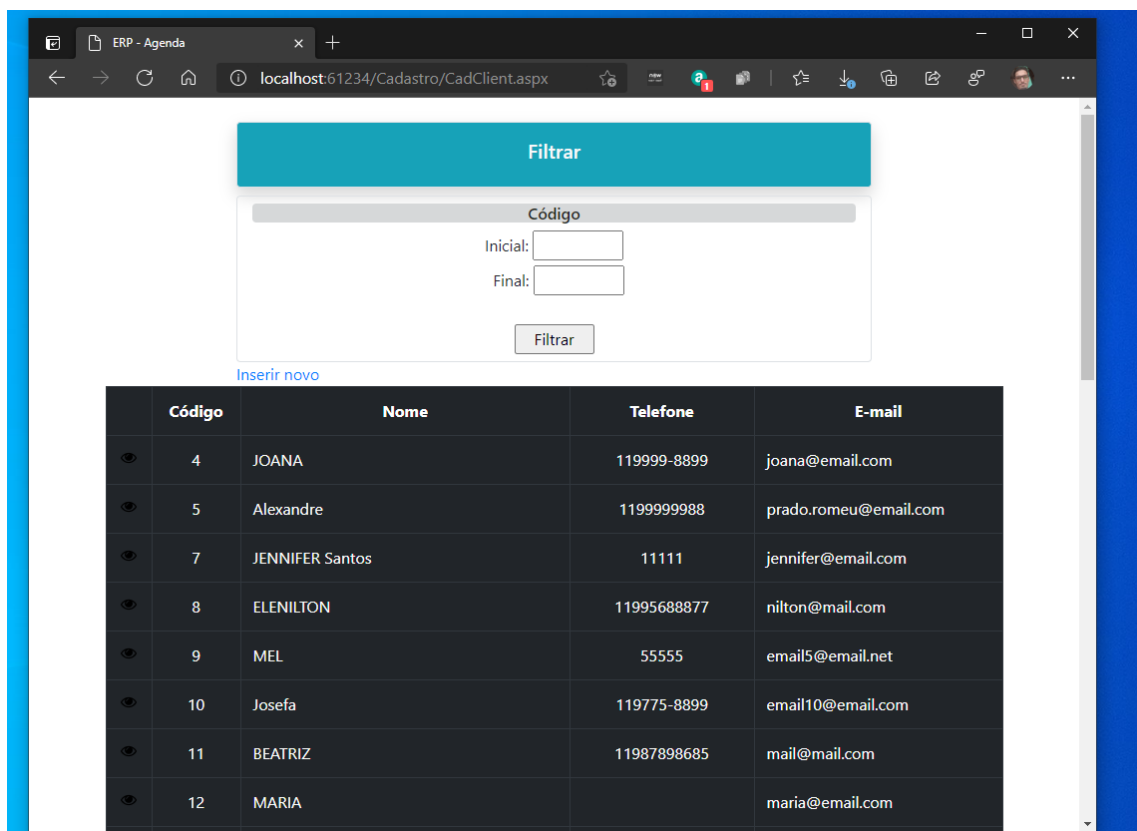 ERP - Agenda
localhost:61234/Cadastro/CadClient.aspx
1
Filtrar
Código
Inicial:
Final:
Filtrar
Inserir novo
Código Nome Telefone E-mail
4 JOANA 119999-8899 joana@email.com
5 Alexandre 1199999988 prado.romeu@email.com
7 JENNIFER Santos 11111 jennifer@email.com
8 ELENILTON 11995688877 nilton@mail.com
9 MEL 55555 email5@email.net
10 Josefa 119775-8899 email10@email.com
11 BEATRIZ 11987898685 mail@mail.com
12 MARIA maria@email.com